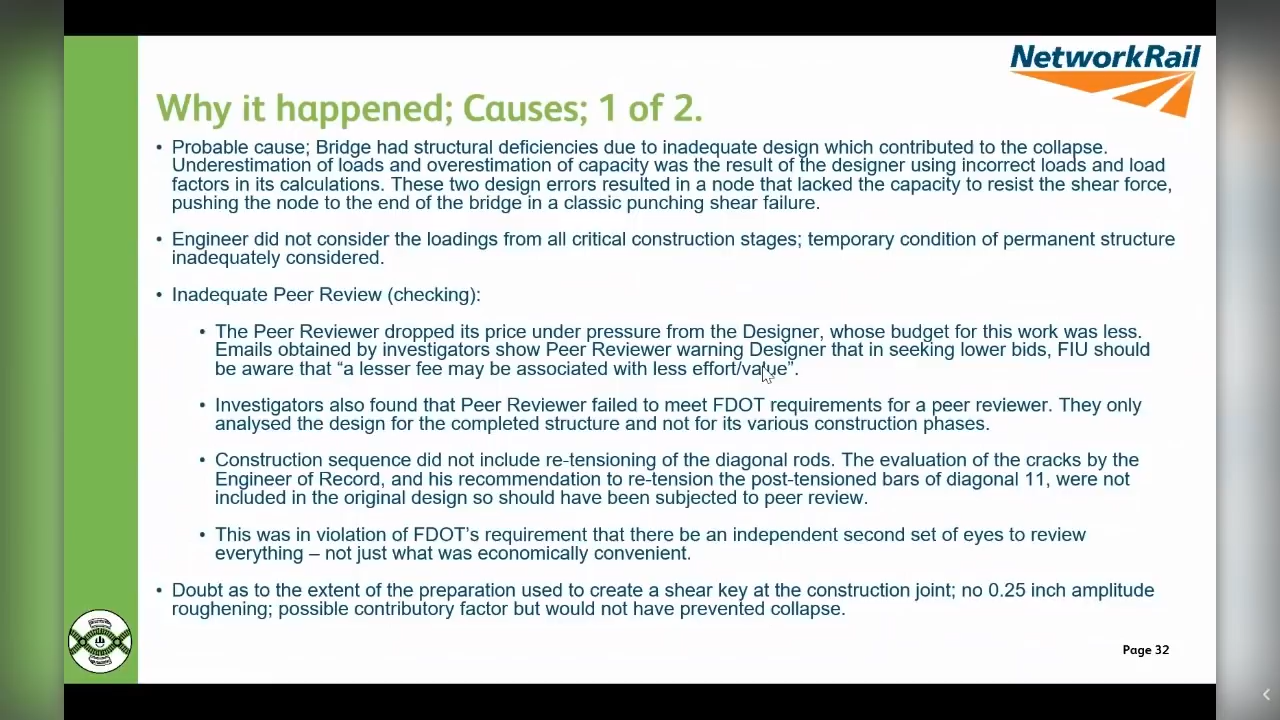 NetworkRail
Why it happened; Causes; 1 of 2.
• Probable cause; Bridge had structural deficiencies due to inadequate design which contributed to the collapse.
Underestimation of loads and overestimation of capacity was the result of the designer using incorrect loads and load
factors in its calculations. These two design errors resulted in a node that lacked the capacity to resist the shear force,
pushing the node to the end of the bridge in a classic punching shear failure.
• Engineer did not consider the loadings from all critical construction stages; temporary condition of permanent structure
inadequately considered.
• Inadequate Peer Review (checking):
• The Peer Reviewer dropped its price under pressure from the Designer, whose budget for this work was less.
Emails obtained by investigators show Peer Reviewer warning Designer that in seeking lower bids, FIU should
be aware that “a lesser fee may be associated with less effort/value”.
• Investigators also found that Peer Reviewer failed to meet FDOT requirements for a peer reviewer. They only
analysed the design for the completed structure and not for its various construction phases.
• Construction sequence did not include re-tensioning of the diagonal rods. The evaluation of the cracks by the
Engineer of Record, and his recommendation to re-tension the post-tensioned bars of diagonal 11, were not
included in the original design so should have been subjected to peer review.
• This was in violation of FDOT’s requirement that there be an independent second set of eyes to review
everything – not just what was economically convenient.
• Doubt as to the extent of the preparation used to create a shear key at the construction joint; no 0.25 inch amplitude
roughening; possible contributory factor but would not have prevented collapse.
Page 32